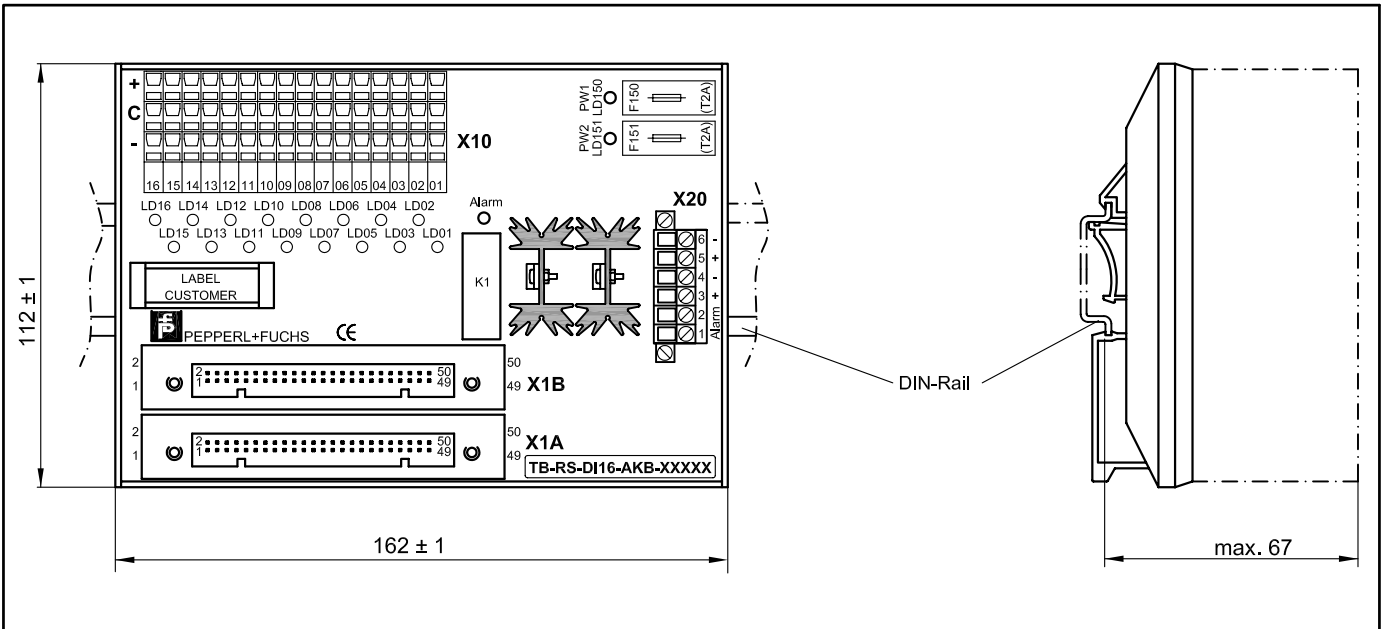 +
C
-
X10
16 15 14 13 12 11 10 09 08 07 06 05 04 03 02 01
LD16 LD14 LD12 LD10 LD08 LD06 LD04 LD02
LD15 LD13 LD11 LD09 LD07 LD05 LD03 LD01
PW1
LD150
F150
(T2A)
PW2
LD151
F151
(T2A)
Alarm
K1
X20
6 -
5 +
4 -
3 +
2
1
Alarm
LABEL
CUSTOMER
PEPPERL+FUCHS CE
2 2 50 50
1 1 49 49 X1B
2 2 50 50
1 1 49 49 X1A
TB-RS-DI16-AKB-XXXXX
DIN-Rail
112 ± 1
162 ± 1
max. 67